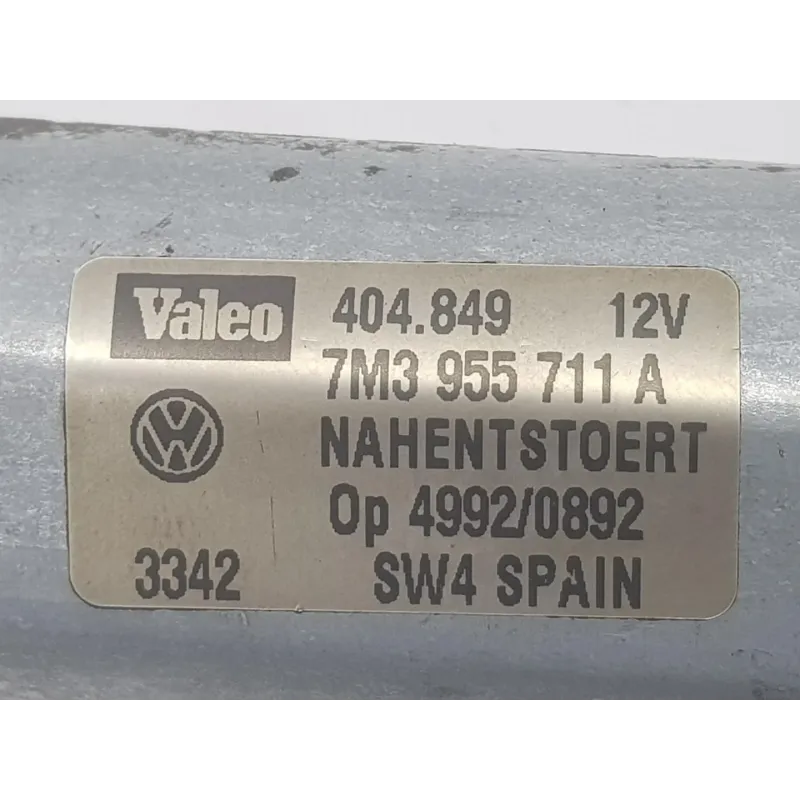 Valeo 404.849 12V
7M3 955 711 A
NAHENTSTOERT
Op 4992/0892
3342 SW4 SPAIN